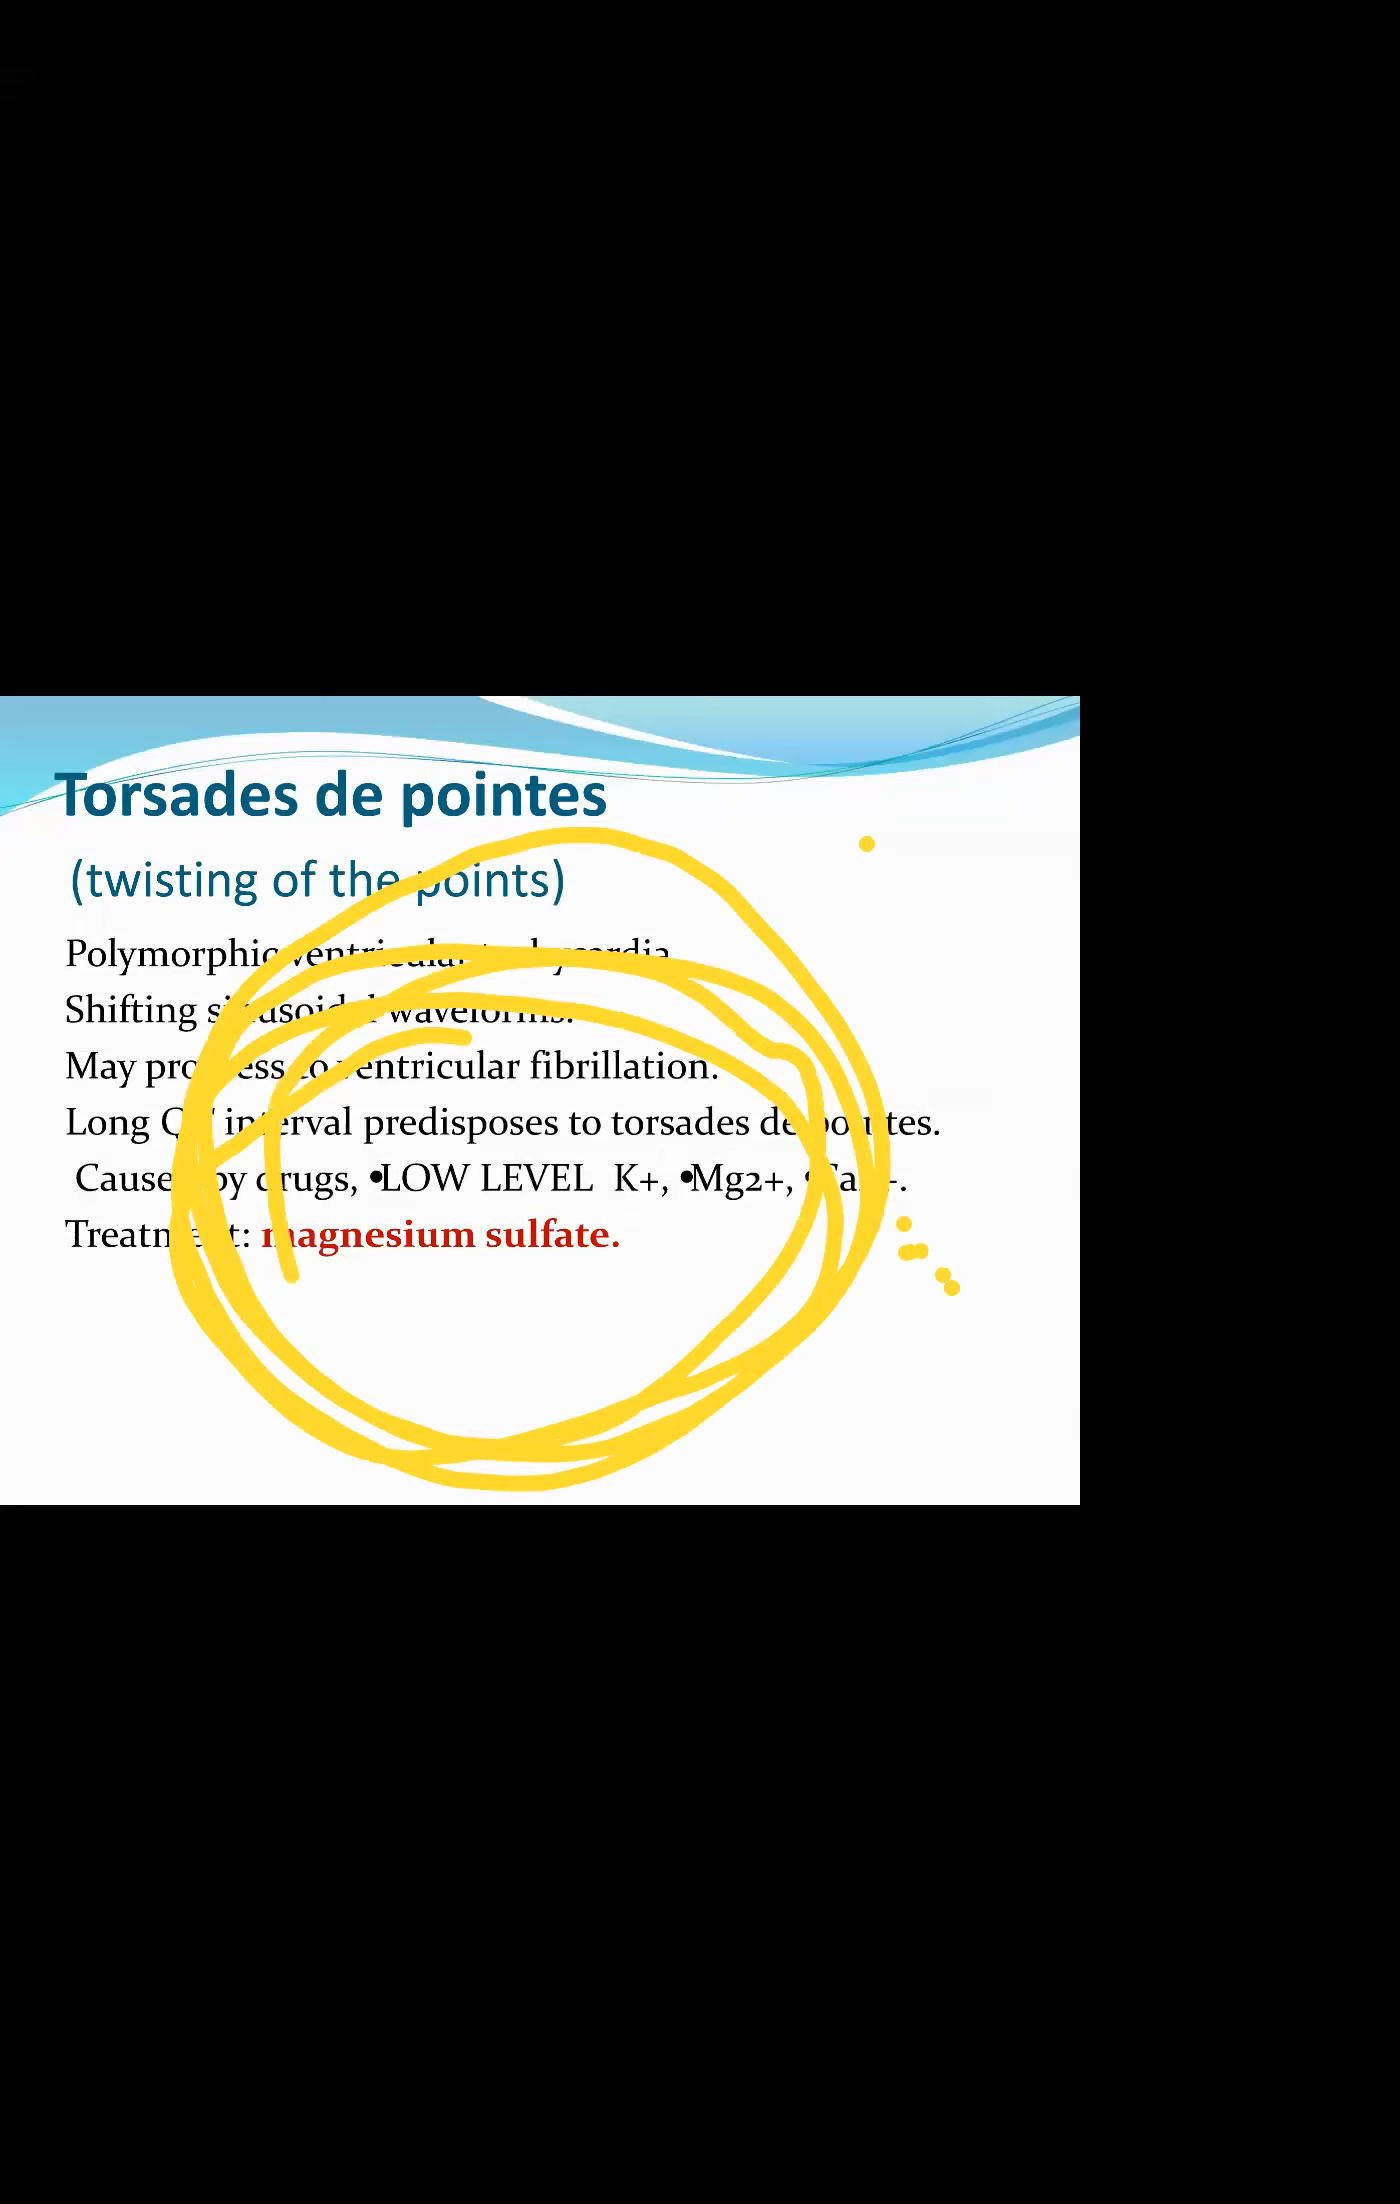 Torsades de pointes
(twisting of the points)
Polymorphic ventricular tachycardia
Shifting sinusoidal waveforms.
May progress to ventricular fibrillation.
Long QT interval predisposes to torsades de pointes.
Caused by drugs, •LOW LEVEL K+, •Mg2+, •Ca2+.
Treatment: magnesium sulfate.